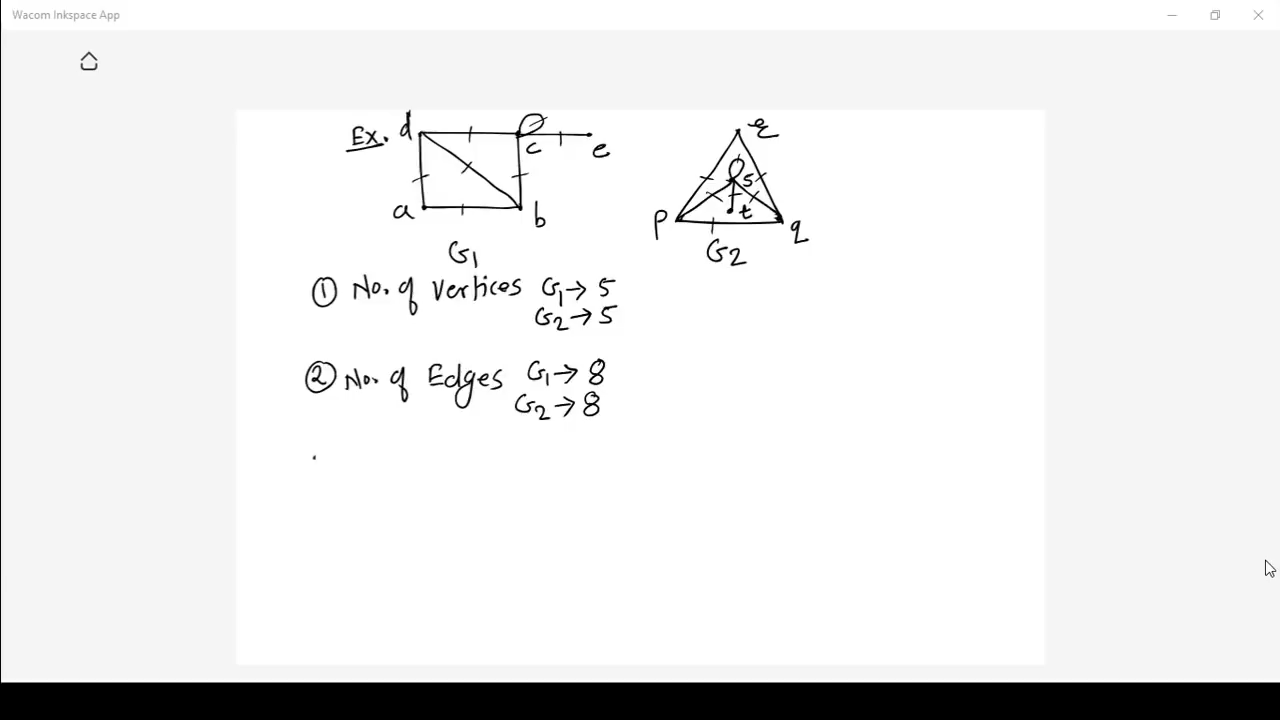 Wacom Inkspace App
Ex. d c e a b
G1
r s t p q
G2
① No. of Vertices G1→ 5
G2→ 5
② No. of Edges G1→ 8
G2→ 8